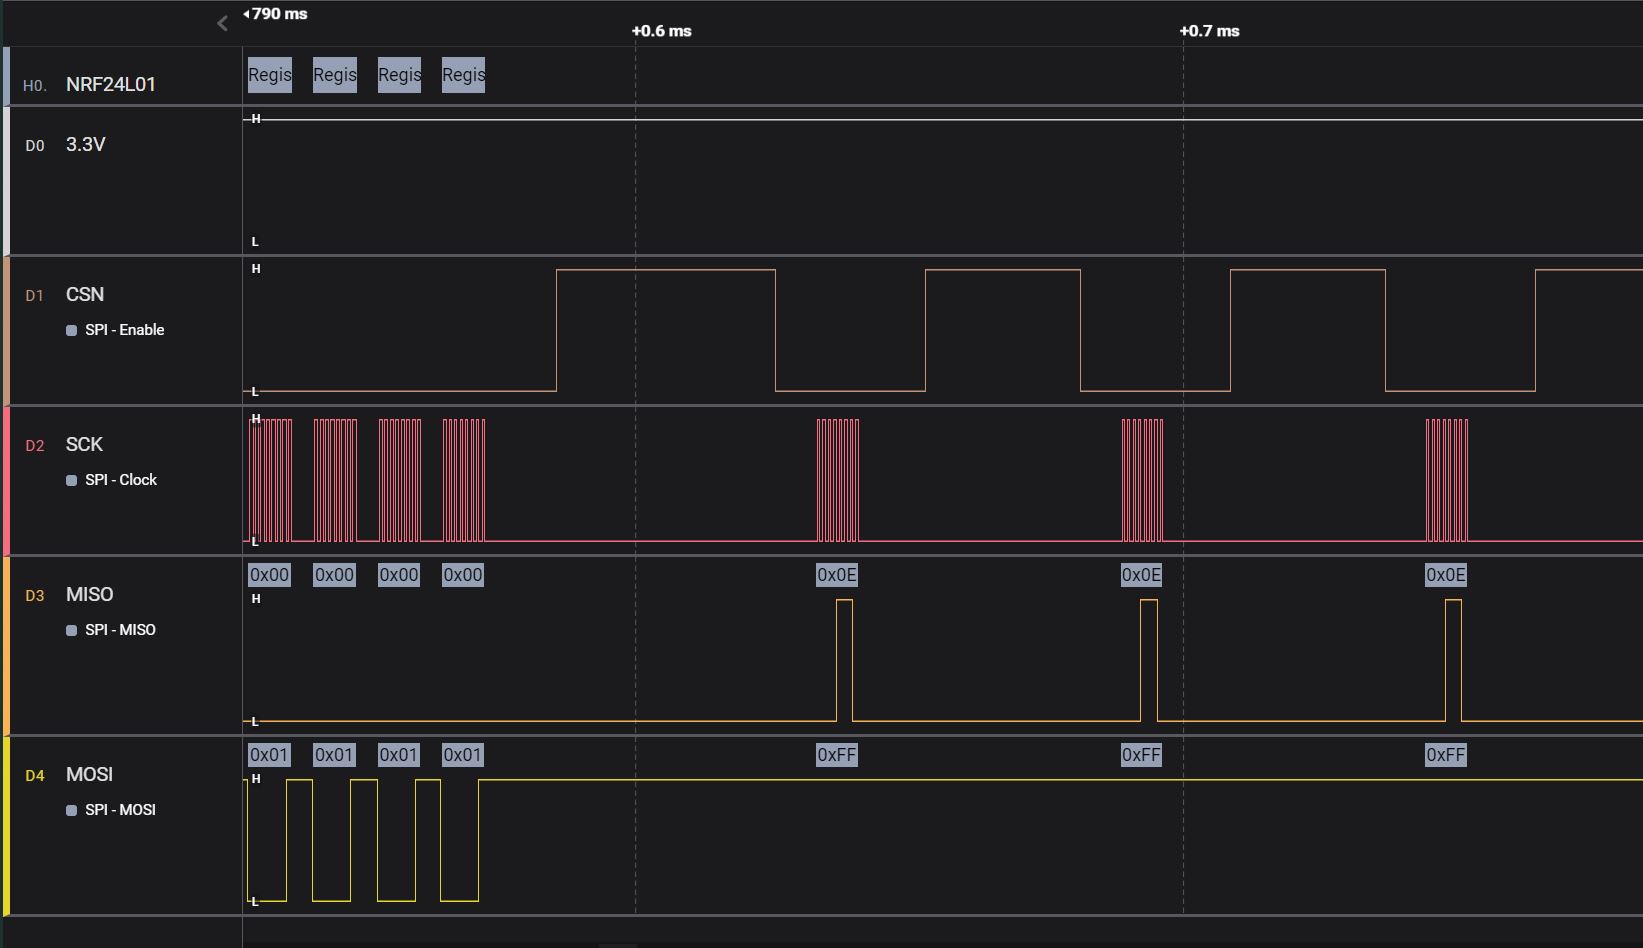 790 ms
+0.6 ms
+0.7 ms
H0. NRF24L01
Regis Regis Regis Regis
D0 3.3V
H
L
D1 CSN
SPI - Enable
H
L
D2 SCK
SPI - Clock
H
L
D3 MISO
SPI - MISO
0x00 0x00 0x00 0x00 0x0E 0x0E 0x0E
H
L
D4 MOSI
SPI - MOSI
0x01 0x01 0x01 0x01 0xFF 0xFF 0xFF
H
L